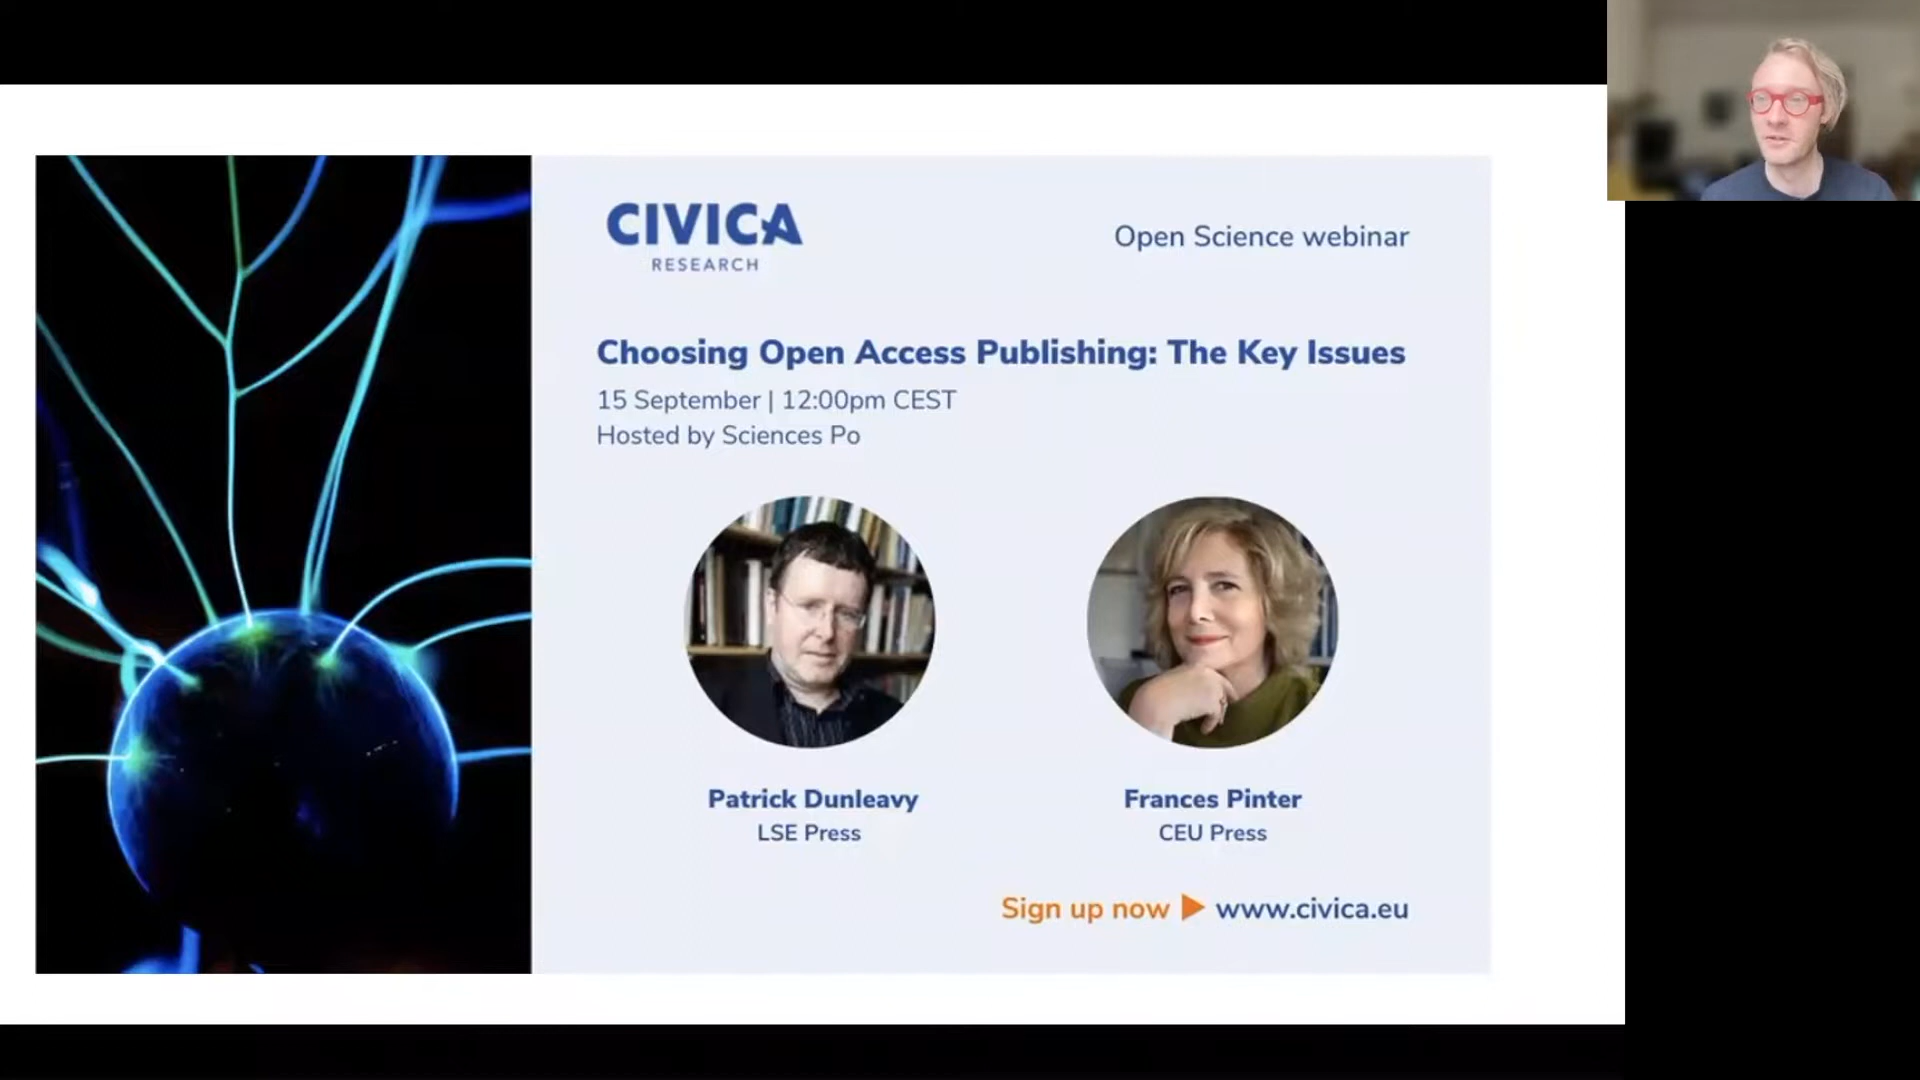 CIVICA
RESEARCH
Open Science webinar
Choosing Open Access Publishing: The Key Issues
15 September | 12:00pm CEST
Hosted by Sciences Po
Patrick Dunleavy
LSE Press
Frances Pinter
CEU Press
Sign up now ▶ www.civica.eu